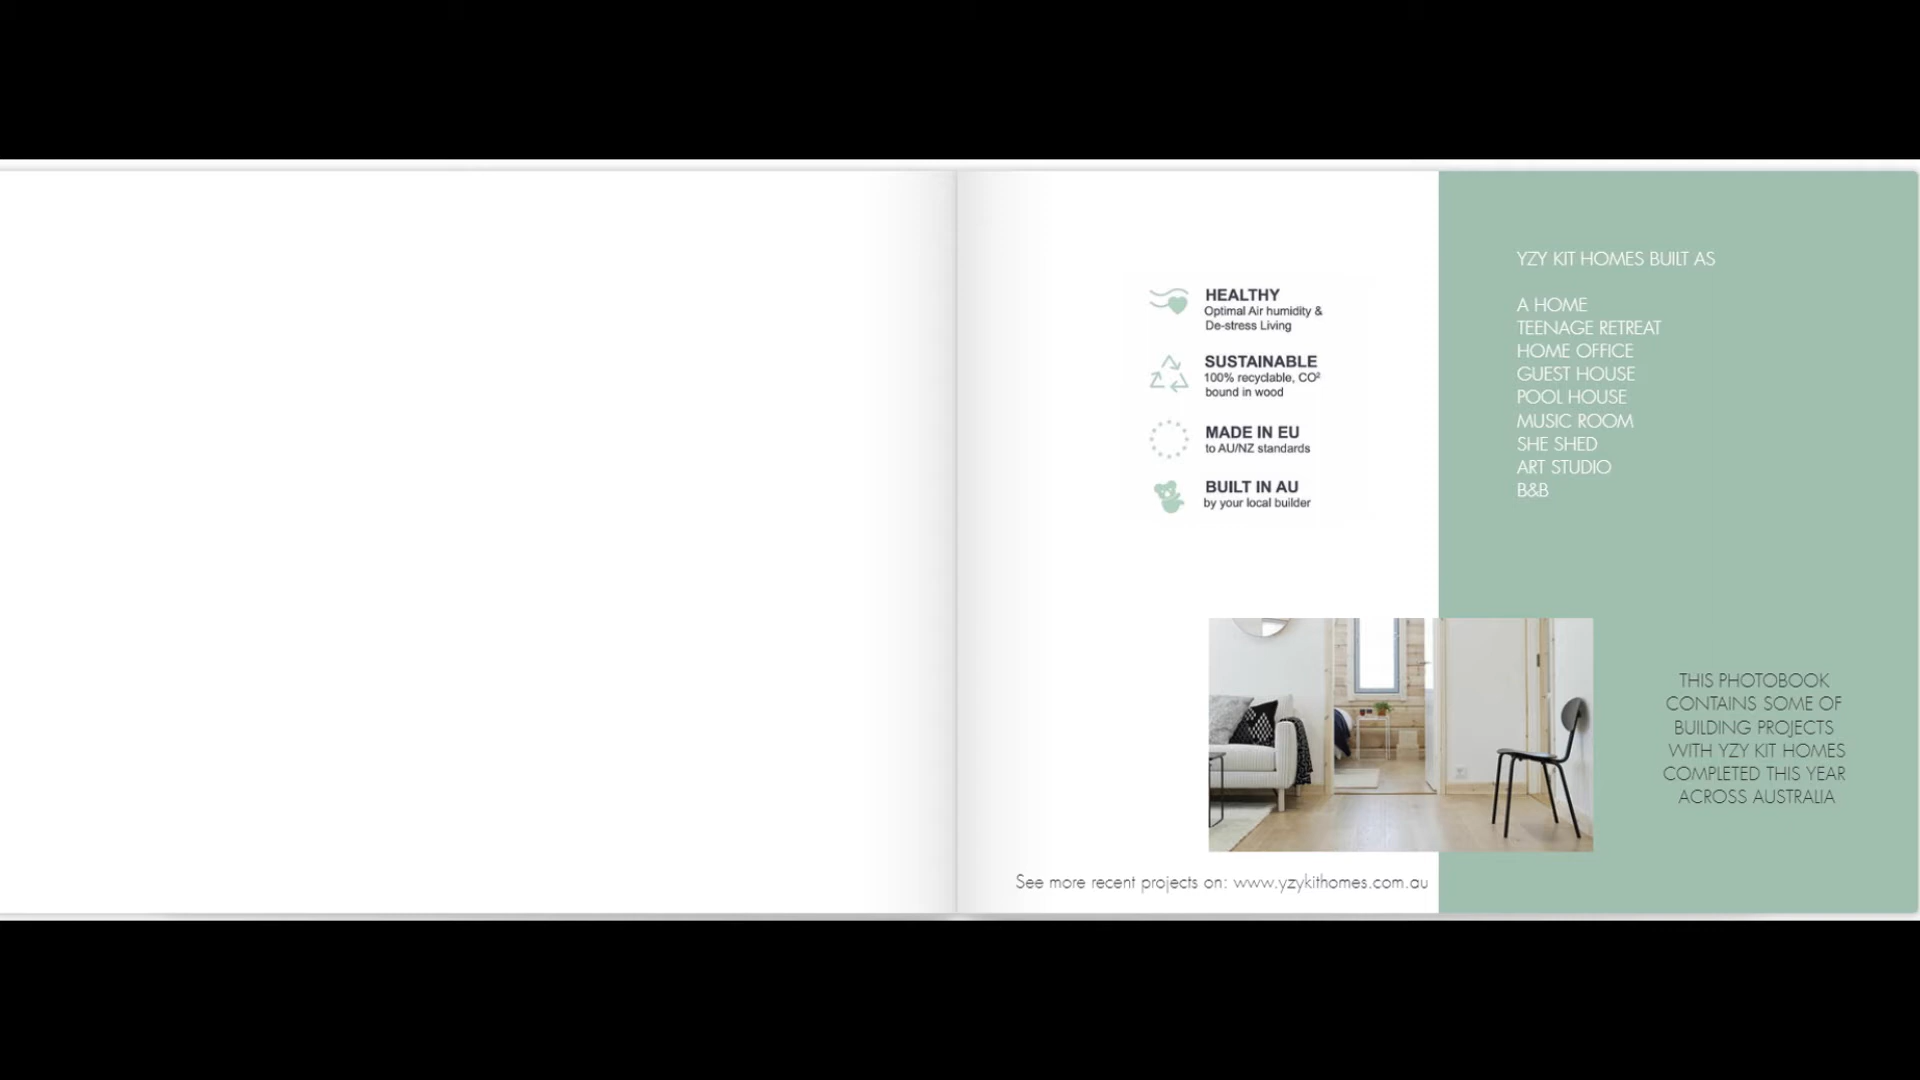 HEALTHY
Optimal Air humidity &
De-stress Living
SUSTAINABLE
100% recyclable, CO²
bound in wood
MADE IN EU
to AU/NZ standards
BUILT IN AU
by your local builder
See more recent projects on: www.yzykithomes.com.au
YZY KIT HOMES BUILT AS
A HOME
TEENAGE RETREAT
HOME OFFICE
GUEST HOUSE
POOL HOUSE
MUSIC ROOM
SHE SHED
ART STUDIO
B&B
THIS PHOTOBOOK
CONTAINS SOME OF
BUILDING PROJECTS
WITH YZY KIT HOMES
COMPLETED THIS YEAR
ACROSS AUSTRALIA